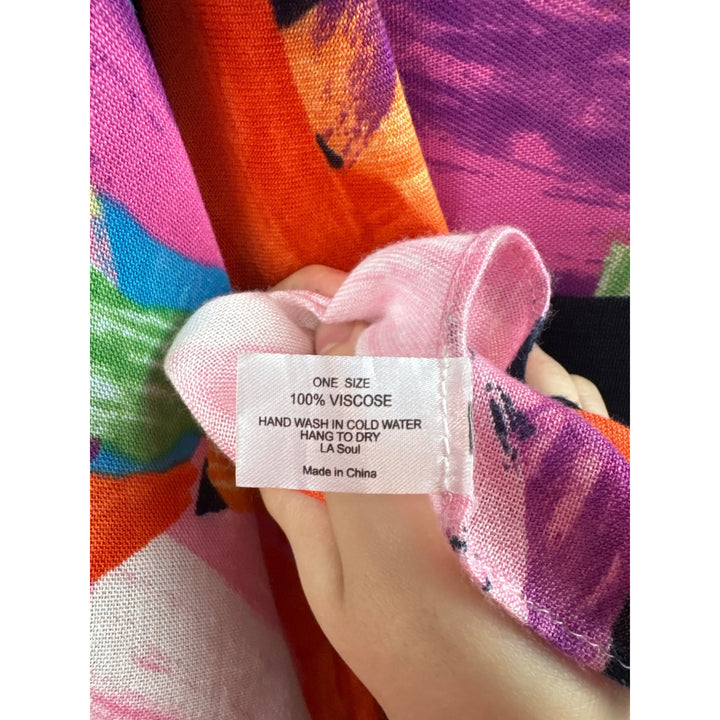 ONE SIZE
100% VISCOSE
HAND WASH IN COLD WATER
HANG TO DRY
LA Soul
Made in China